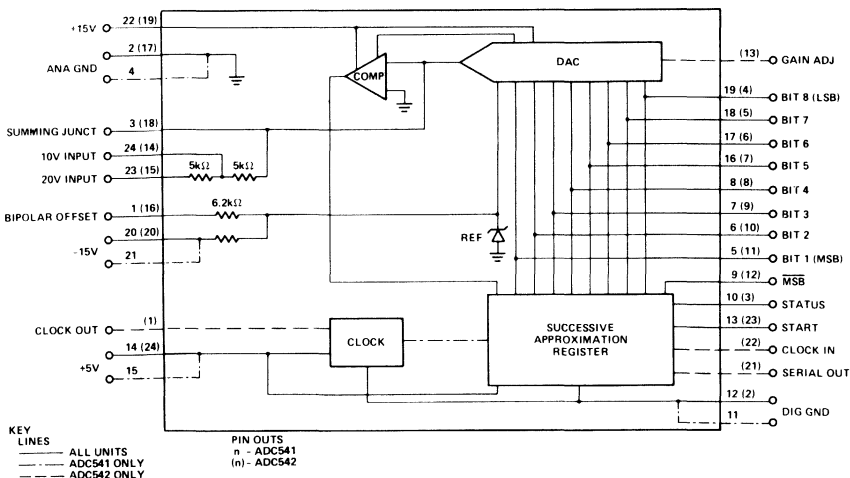 +15V
22 (19)
2 (17)
ANA GND
4
COMP
DAC
(13)
GAIN ADJ
19 (4)
BIT 8 (LSB)
18 (5)
BIT 7
17 (6)
BIT 6
16 (7)
BIT 5
8 (8)
BIT 4
7 (9)
BIT 3
6 (10)
BIT 2
5 (11)
BIT 1 (MSB)
9 (12)
MSB
10 (3)
STATUS
13 (23)
START
(22)
CLOCK IN
(21)
SERIAL OUT
12 (2)
DIG GND
11
SUMMING JUNCT
3 (18)
10V INPUT
24 (14)
20V INPUT
23 (15)
5kΩ
5kΩ
BIPOLAR OFFSET
1 (16)
6.2kΩ
20 (20)
-15V
21
REF
CLOCK OUT
(1)
CLOCK
14 (24)
+5V
15
SUCCESSIVE
APPROXIMATION
REGISTER
KEY
LINES
ALL UNITS
ADC541 ONLY
ADC542 ONLY
PIN OUTS
n - ADC541
(n) - ADC542